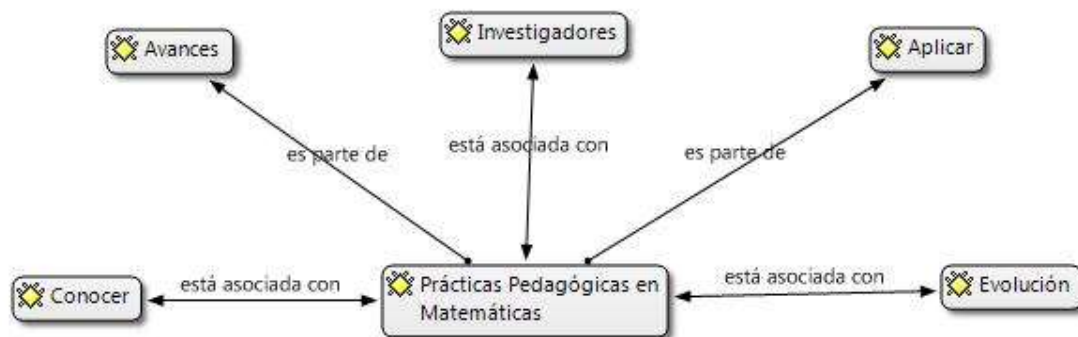 Avances
Investigadores
Aplicar
es parte de
está asociada con
es parte de
Conocer
está asociada con
Prácticas Pedagógicas en
Matemáticas
está asociada con
Evolución